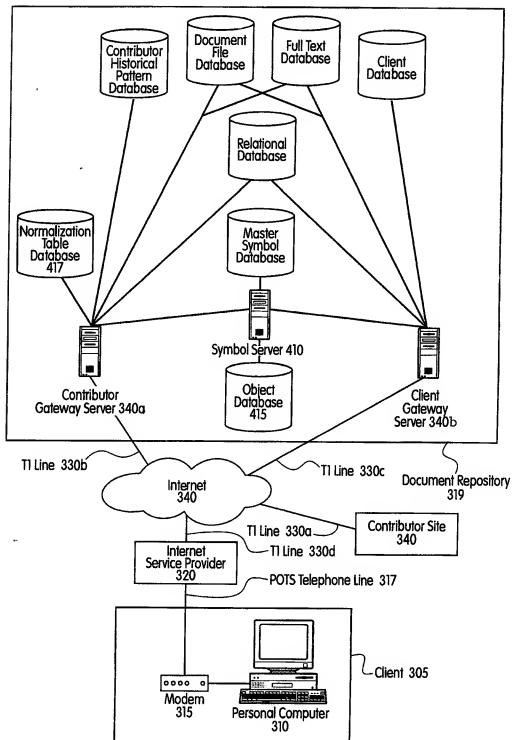 Contributor
Historical
Pattern
Database
Document
File
Database
Full Text
Database
Client
Database
Relational
Database
Normalization
Table
Database
417
Master
Symbol
Database
Symbol Server 410
Contributor
Gateway Server 340a
Object
Database
415
Client
Gateway
Server 340b
T1 Line 330b
Internet
340
T1 Line 330c
Document Repository
319
T1 Line 330a
Contributor Site
340
T1 Line 330d
Internet
Service Provider
320
POTS Telephone Line 317
Client 305
Modem
315
Personal Computer
310